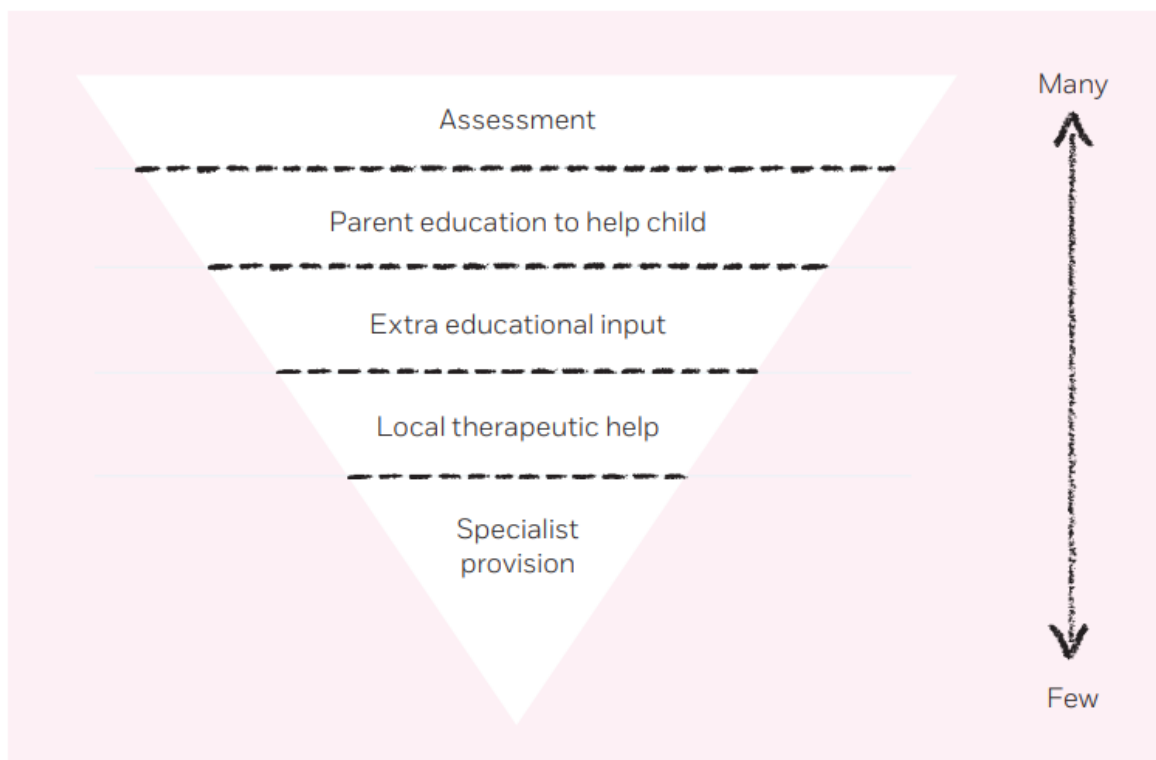 Many
Assessment
Parent education to help child
Extra educational input
Local therapeutic help
Specialist
provision
Few